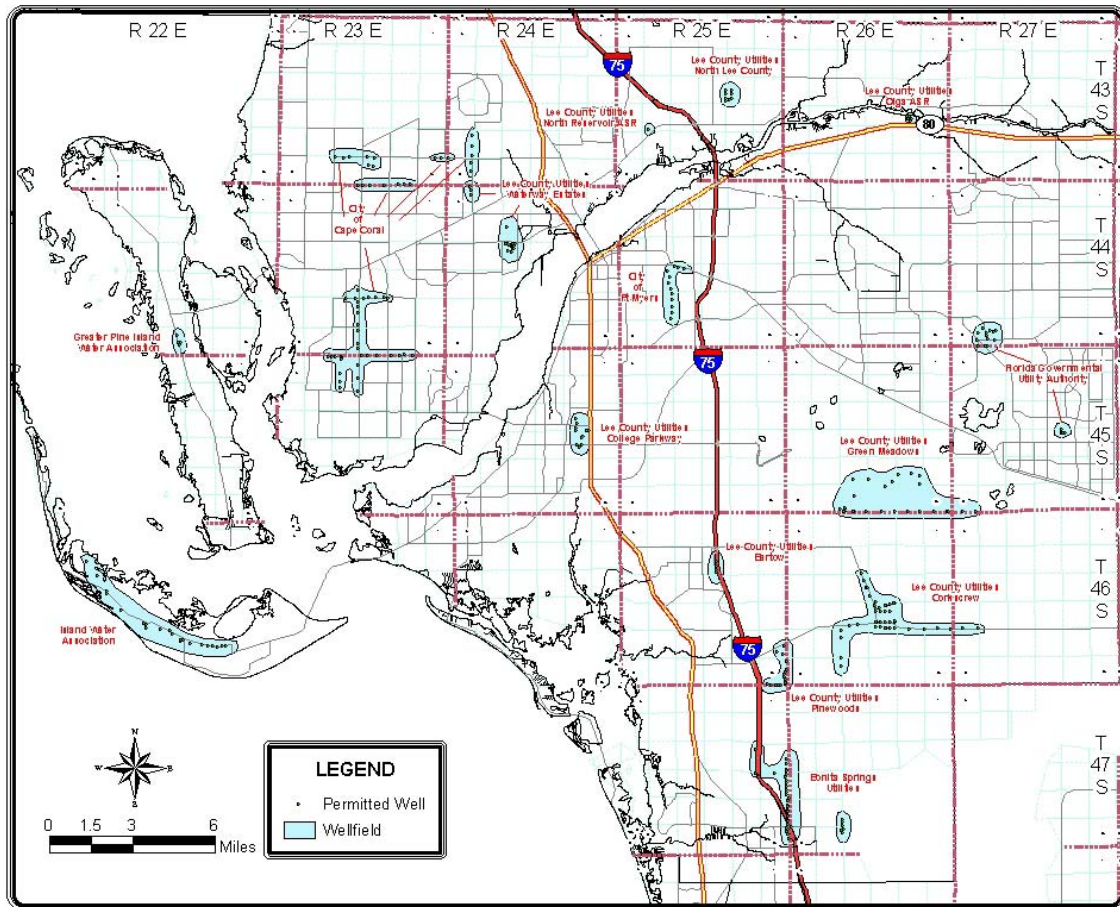 R 22 E
R 23 E
R 24 E
R 25 E
R 26 E
R 27 E
T
43
S
T
44
S
T
45
S
T
46
S
T
47
S
75
75
75
80
Lee County Utilities
North Lee County
Lee County Utilities
Olga ASR
Lee County Utilities
North Reservoir ASR
Lee County Utilities
Waterway Estates
City
of
Cape Coral
City
of
Ft Myers
Greater Pine Island
Water Association
Florida Governmental
Utility Authority
Lee County Utilities
College Parkway
Lee County Utilities
Green Meadows
Lee County Utilities
Bartow
Lee County Utilities
Corkscrew
Island Water
Association
Lee County Utilities
Pinewoods
Bonita Springs
Utilities
N
W
E
S
LEGEND
Permitted Well
Wellfield
0 1.5 3 6
Miles